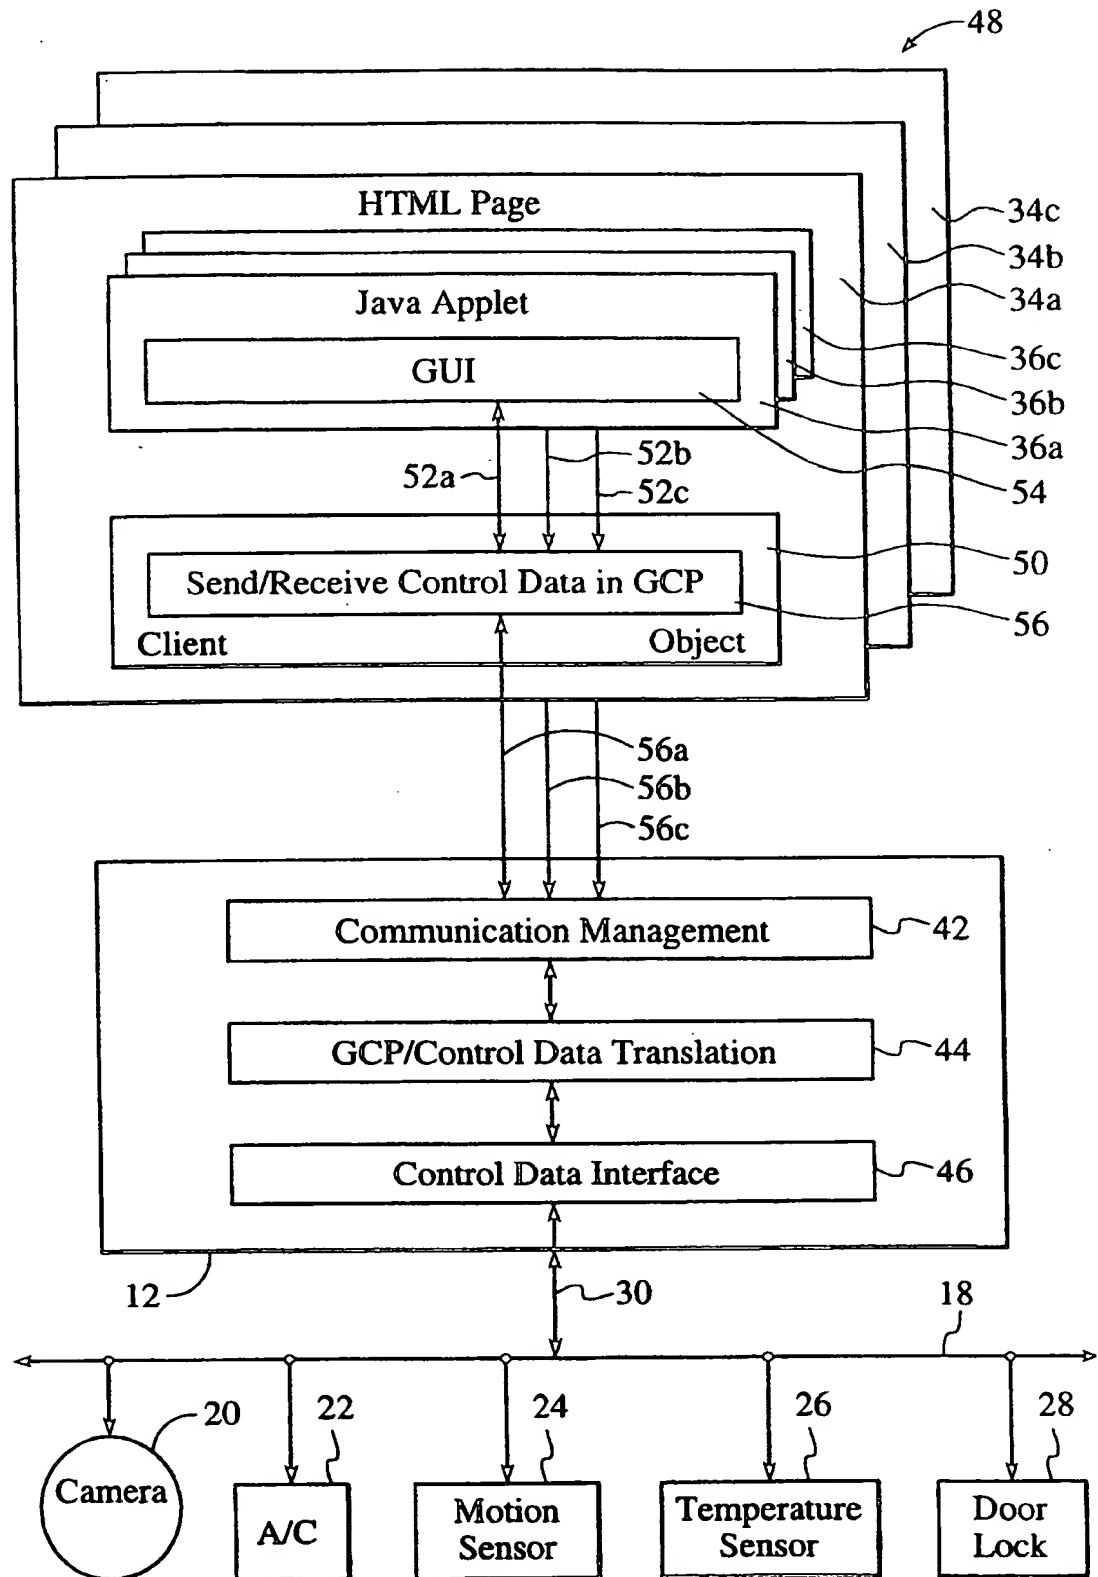 48
HTML Page
34c
34b
34a
Java Applet
36c
GUI
36b
36a
52a
52b
54
52c
50
Send/Receive Control Data in GCP
56
Client
Object
56a
56b
56c
Communication Management
42
GCP/Control Data Translation
44
Control Data Interface
46
12
30
18
20
22
24
26
28
Camera
A/C
Motion
Sensor
Temperature
Sensor
Door
Lock